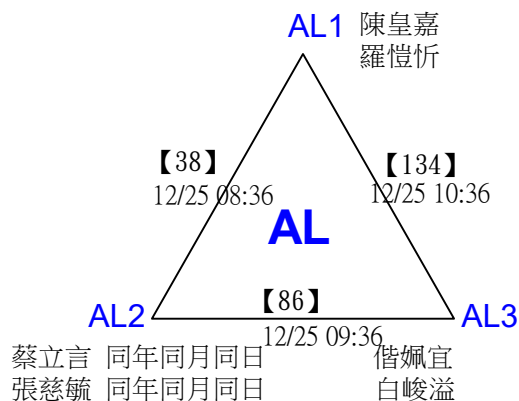 AL1
陳皇嘉
羅愷忻
【38】
12/25 08:36
【134】
12/25 10:36
AL
【86】
12/25 09:36
AL2
AL3
蔡立言 同年同月同日
張慈毓 同年同月同日
偕姵宜
白峻溢